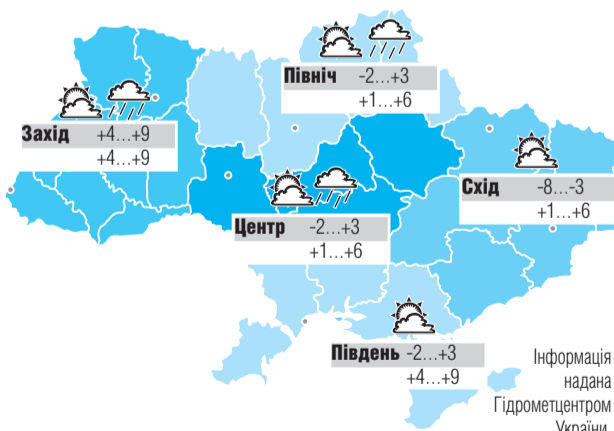 Північ -2...+3
+1...+6
Захід +4...+9
+4...+9
Схід -8...-3
+1...+6
Центр -2...+3
+1...+6
Південь -2...+3
+4...+9
Інформація
надана
Гідрометцентром
України.